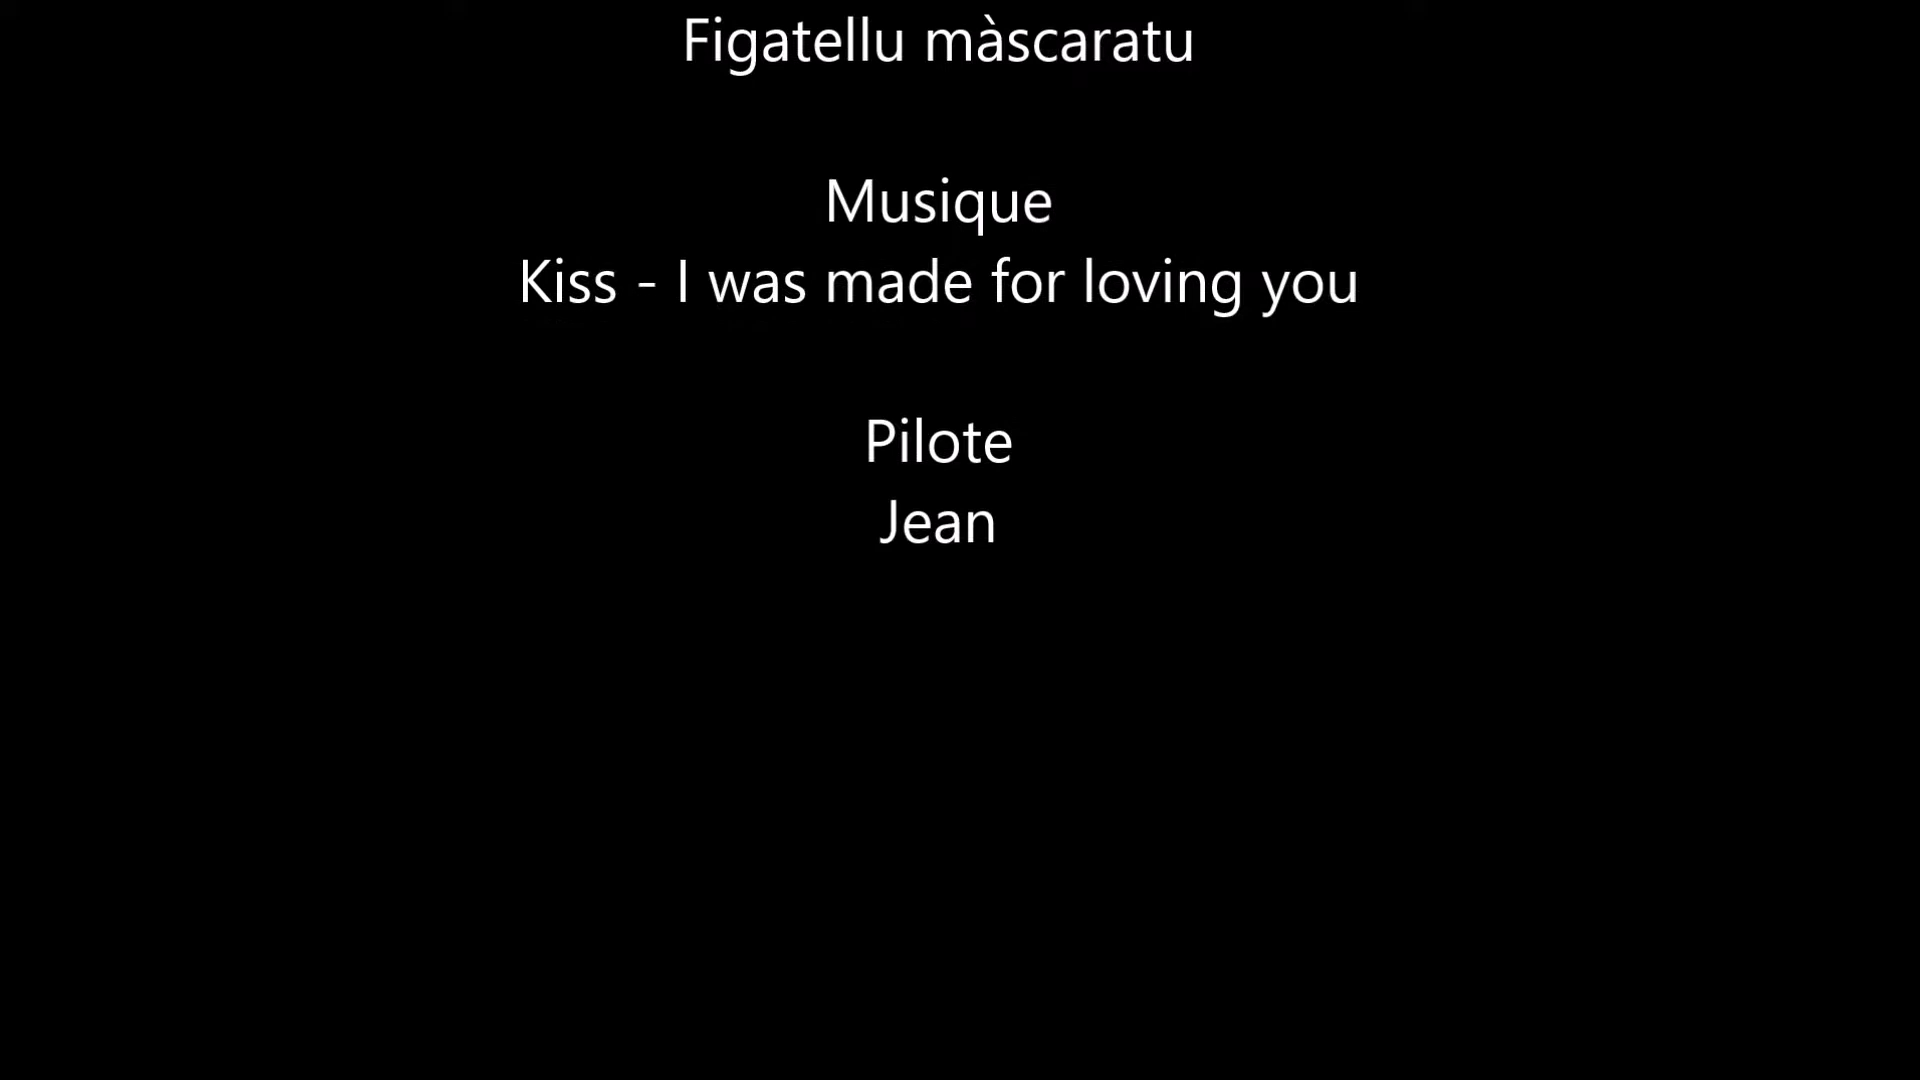 Figatellu màscaratu
Musique
Kiss - I was made for loving you
Pilote
Jean